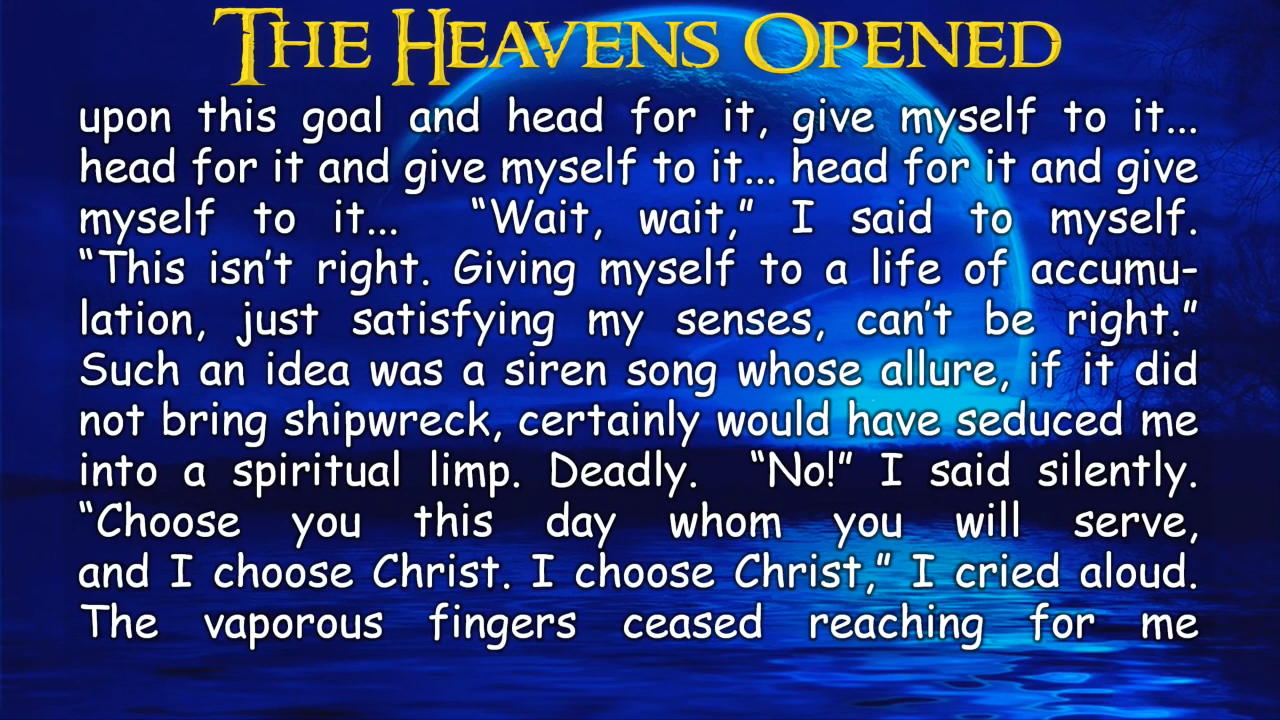 The Heavens Opened
upon this goal and head for it, give myself to it...
head for it and give myself to it... head for it and give
myself to it... “Wait, wait,” I said to myself.
“This isn’t right. Giving myself to a life of accumu-
lation, just satisfying my senses, can’t be right.”
Such an idea was a siren song whose allure, if it did
not bring shipwreck, certainly would have seduced me
into a spiritual limp. Deadly. “No!” I said silently.
“Choose you this day whom you will serve,
and I choose Christ. I choose Christ,” I cried aloud.
The vaporous fingers ceased reaching for me